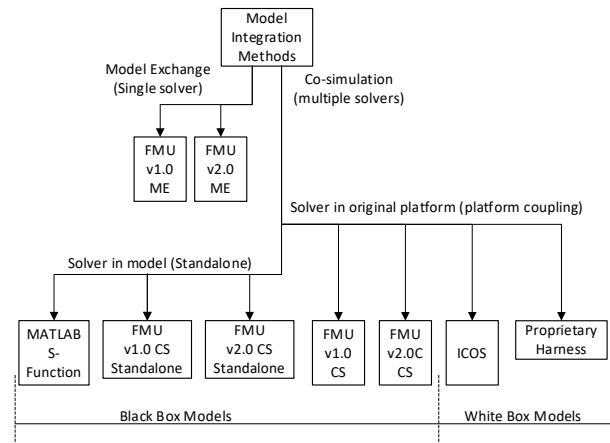 Model
Integration
Methods
Model Exchange
(Single solver)
Co-simulation
(multiple solvers)
FMU
v1.0
ME
FMU
v2.0
ME
Solver in original platform (platform coupling)
Solver in model (Standalone)
MATLAB
S-
Function
FMU
v1.0 CS
Standalone
FMU
v2.0 CS
Standalone
FMU
v1.0
CS
FMU
v2.0C
CS
ICOS
Proprietary
Harness
Black Box Models
White Box Models